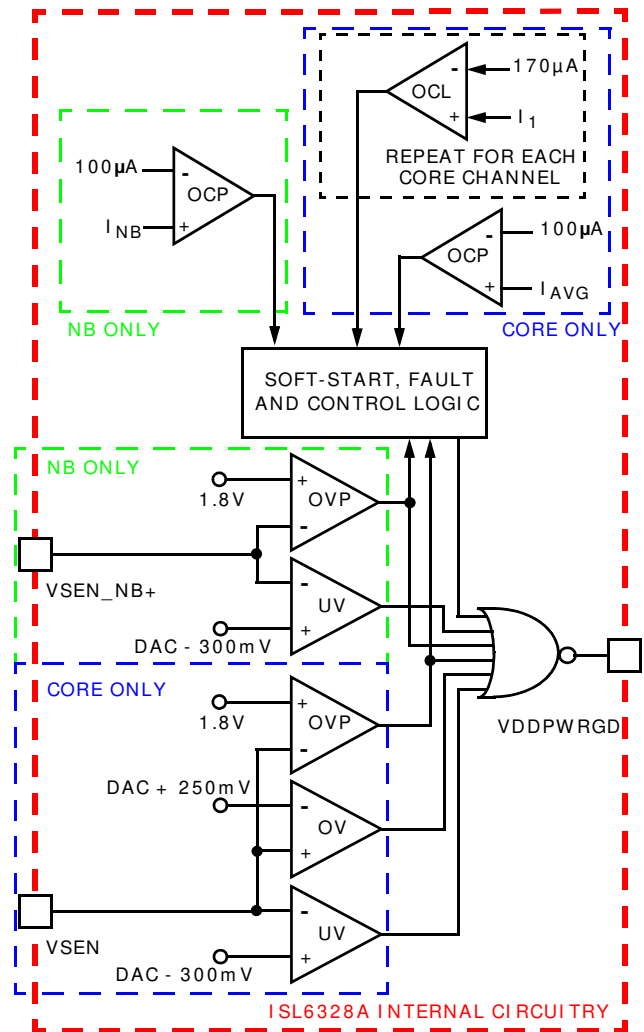 -
170µA
OCL
+
I1
REPEAT FOR EACH
CORE CHANNEL
100µA
-
OCP
INB
+
-
100µA
OCP
+
IAVG
NB ONLY
CORE ONLY
SOFT-START, FAULT
AND CONTROL LOGIC
NB ONLY
+
1.8V
OVP
-
VSEN_NB+
-
UV
DAC - 300mV
+
CORE ONLY
+
1.8V
OVP
-
VDDPWRGD
DAC + 250mV
-
OV
+
-
VSEN
UV
+
DAC - 300mV
ISL6328A INTERNAL CIRCUITRY